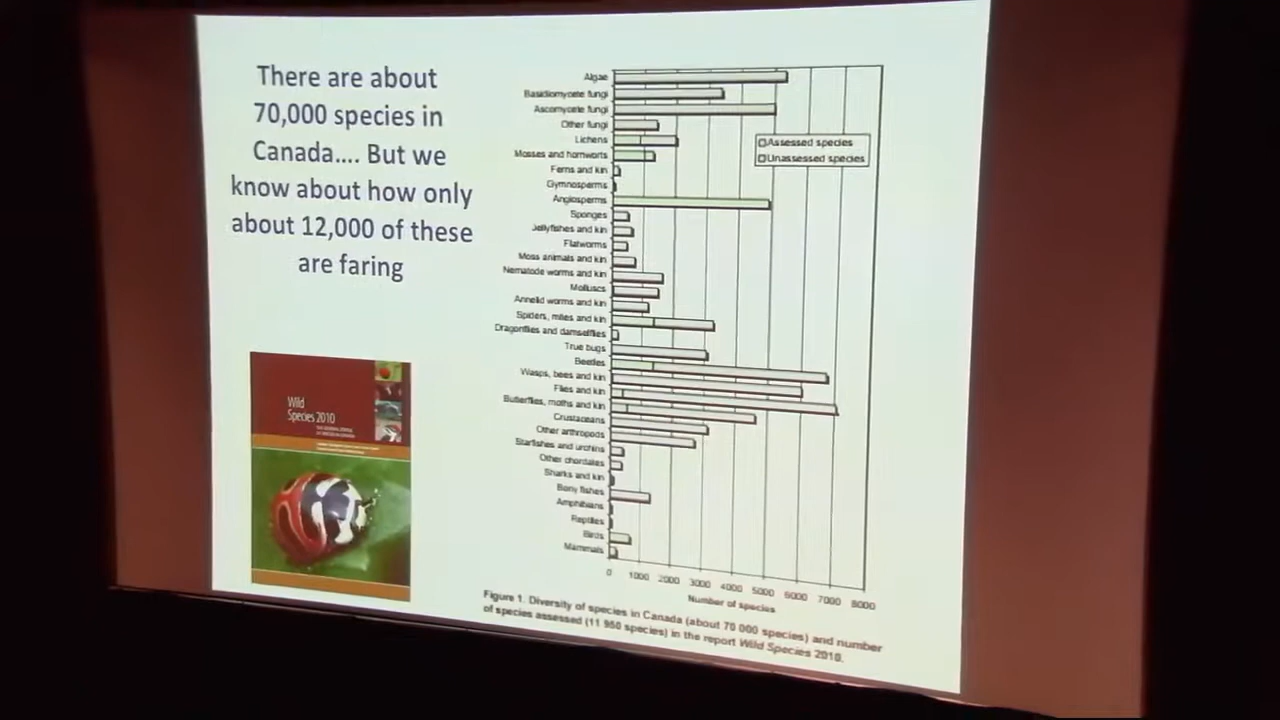 There are about
70,000 species in
Canada.... But we
know about how only
about 12,000 of these
are faring
Wild
Species 2010
Algae
Basidiomycete fungi
Ascomycete fungi
Other fungi
Lichens
Mosses and hornworts
Ferns and kin
Gymnosperms
Angiosperms
Sponges
Jellyfishes and kin
Flatworms
Moss animals and kin
Nematode worms and kin
Molluscs
Annelid worms and kin
Spiders, mites and kin
Dragonflies and damselflies
True bugs
Beetles
Wasps, bees and kin
Flies and kin
Butterflies, moths and kin
Crustaceans
Other arthropods
Starfishes and urchins
Other chordates
Sharks and kin
Bony fishes
Amphibians
Reptiles
Birds
Mammals
Assessed species
Unassessed species
0 1000 2000 3000 4000 5000 6000 7000 8000
Number of species
Figure 1. Diversity of species in Canada (about 70 000 species) and number
of species assessed (11 950 species) in the report Wild Species 2010.